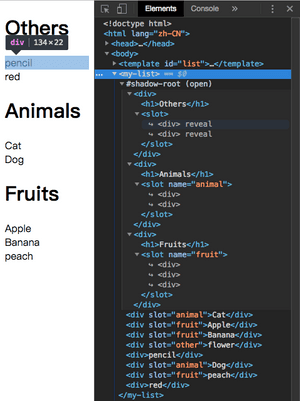 Others
div | 134×22
pencil
red
Animals
Cat
Dog
Fruits
Apple
Banana
peach
Elements Console »
<!doctype html>
<html lang="zh-CN">
<head>…</head>
<body>
<template id="list">…</template>
<my-list> == $0
#shadow-root (open)
<div>
<h1>Others</h1>
<slot>
↪ <div> reveal
↪ <div> reveal
</slot>
</div>
<div>
<h1>Animals</h1>
<slot name="animal">
↪ <div>
↪ <div>
</slot>
</div>
<div>
<h1>Fruits</h1>
<slot name="fruit">
↪ <div>
↪ <div>
↪ <div>
</slot>
</div>
<div slot="animal">Cat</div>
<div slot="fruit">Apple</div>
<div slot="fruit">Banana</div>
<div slot="other">flower</div>
<div>pencil</div>
<div slot="animal">Dog</div>
<div slot="fruit">peach</div>
<div>red</div>
</my-list>